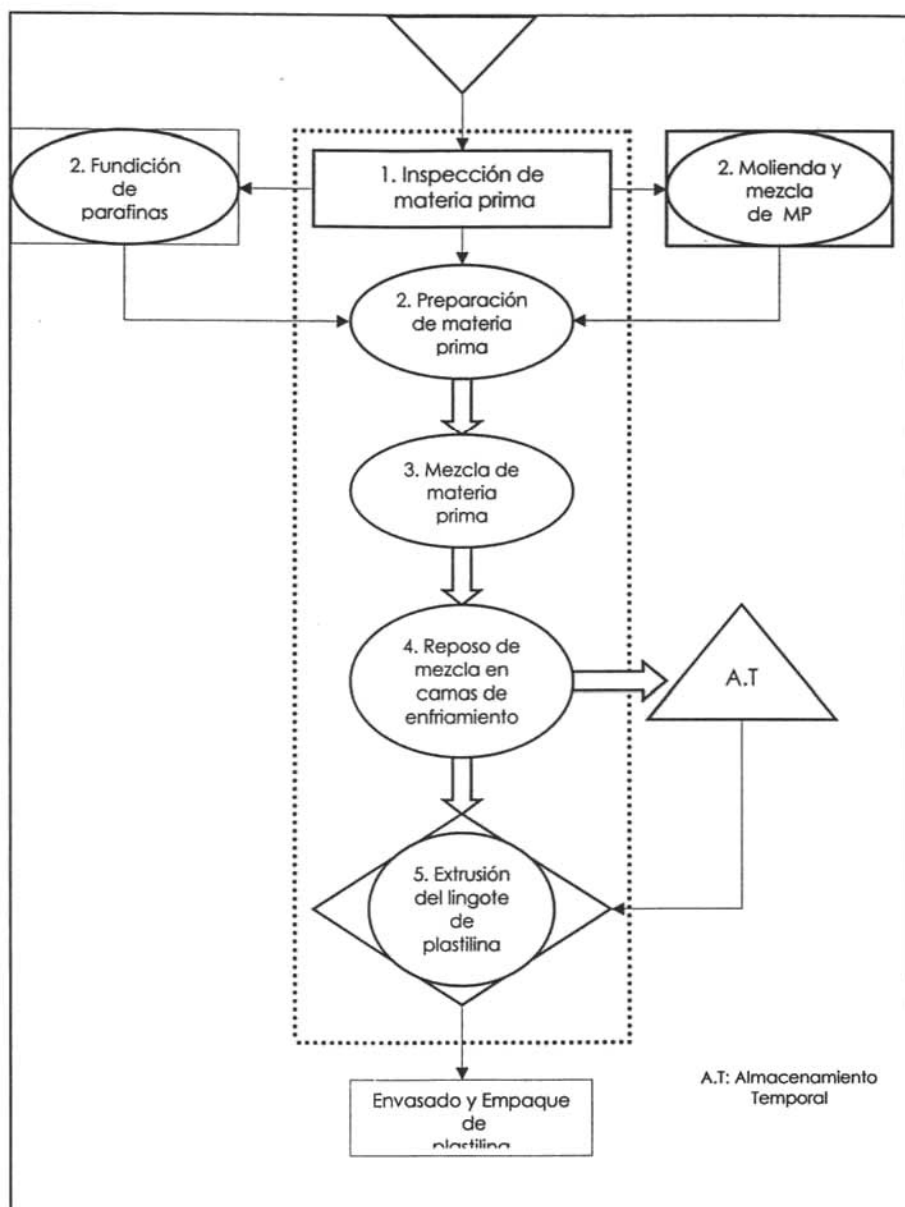 2. Fundición
de
parafinas
1. Inspección de
materia prima
2. Molienda y
mezcla
de MP
2. Preparación
de materia
prima
3. Mezcla de
materia
prima
4. Reposo de
mezcla en
camas de
enfriamiento
A.T
5. Extrusión
del lingote
de
plastilina
Envasado y Empaque
de
plastilina
A.T: Almacenamiento
Temporal